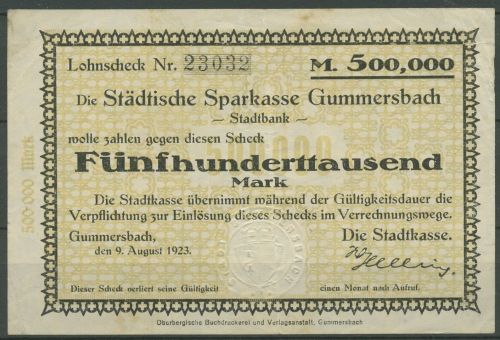 Lohnscheck Nr. 23032 M. 500,000
Die Städtische Sparkasse Gummersbach
— Stadtbank —
wolle zahlen gegen diesen Scheck
Fünfhunderttausend
Mark
Die Stadtkasse übernimmt während der Gültigkeitsdauer die
Verpflichtung zur Einlösung dieses Schecks im Verrechnungswege.
Gummersbach, Die Stadtkasse.
den 9. August 1923.
Dieser Scheck verliert seine Gültigkeit einen Monat nach Aufruf.
Oberbergische Buchdruckerei und Verlagsanstalt, Gummersbach
500 000 Mark